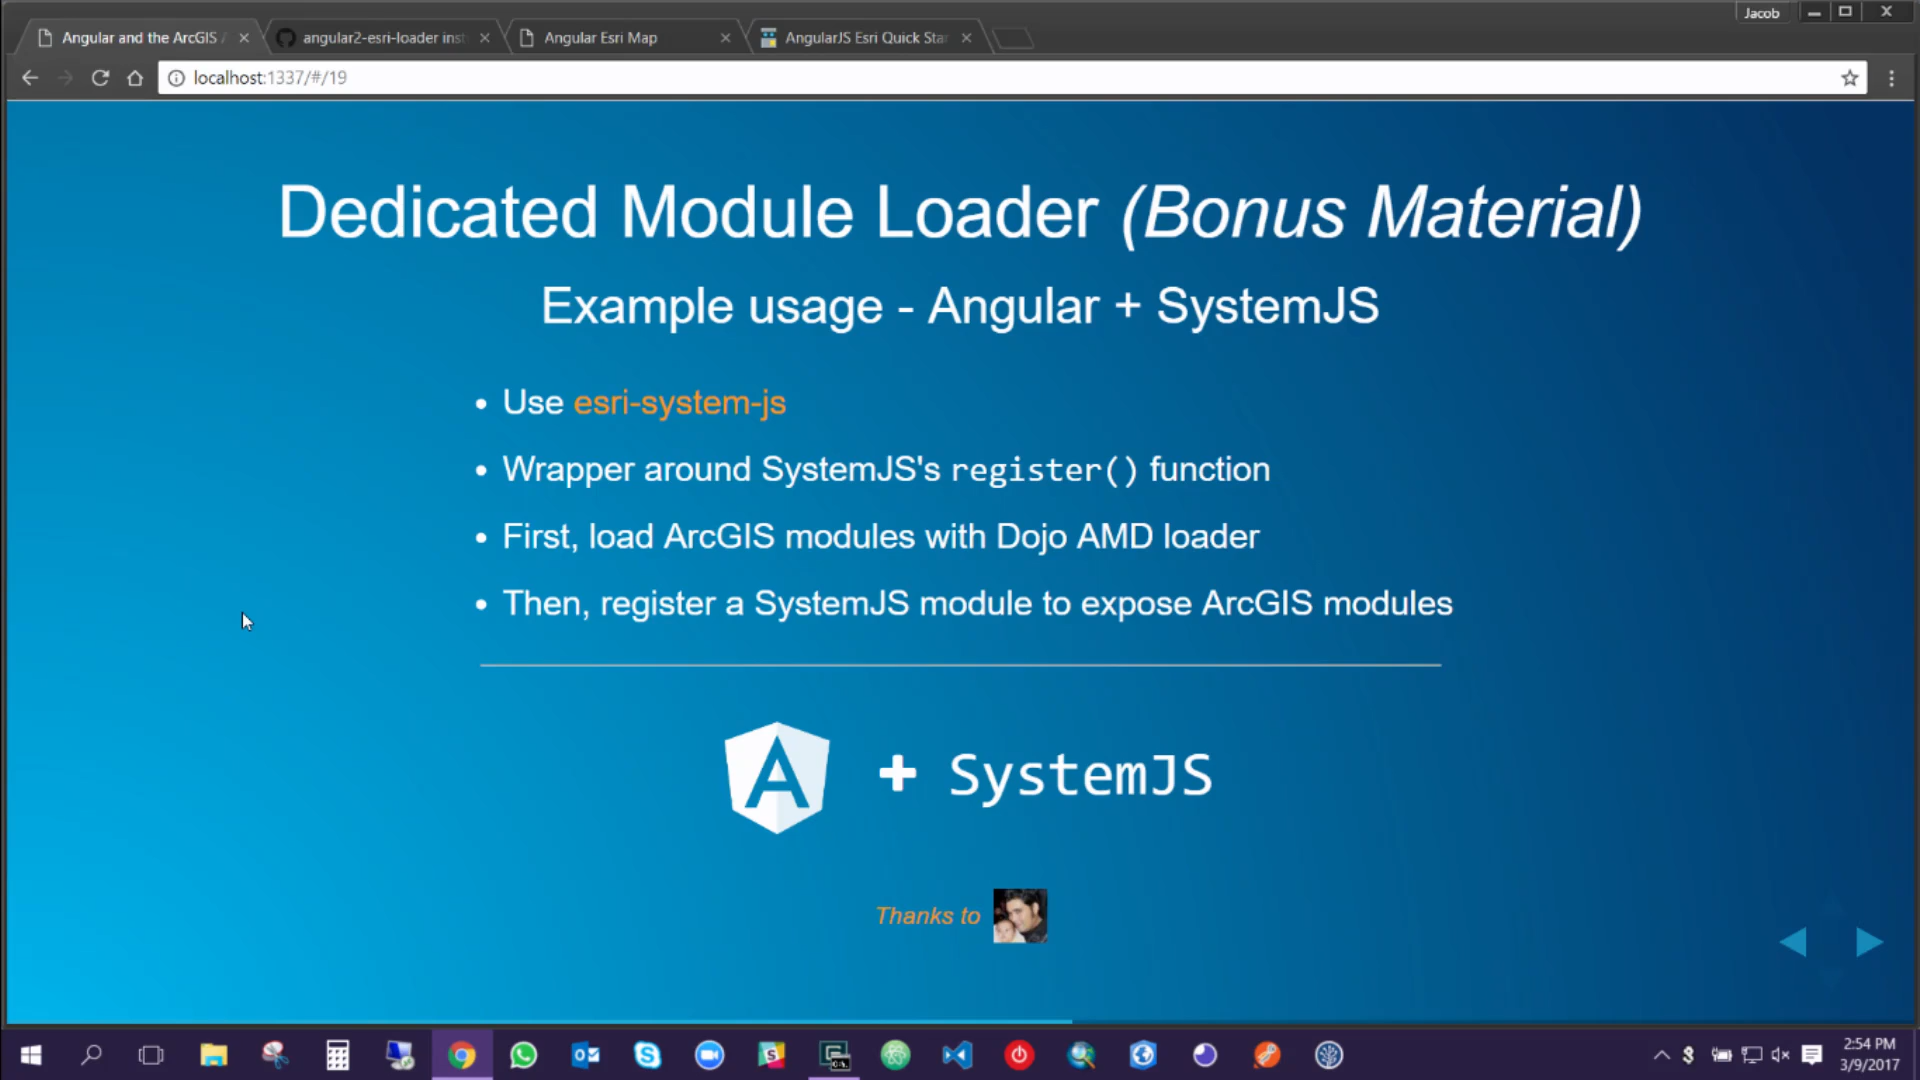 Jacob
Angular and the ArcGIS
angular2-esri-loader inst
Angular Esri Map
AngularJS Esri Quick Sta
localhost:1337/#/19
Dedicated Module Loader (Bonus Material)
Example usage - Angular + SystemJS
• Use esri-system-js
• Wrapper around SystemJS's register() function
• First, load ArcGIS modules with Dojo AMD loader
• Then, register a SystemJS module to expose ArcGIS modules
A + SystemJS
Thanks to
2:54 PM
3/9/2017